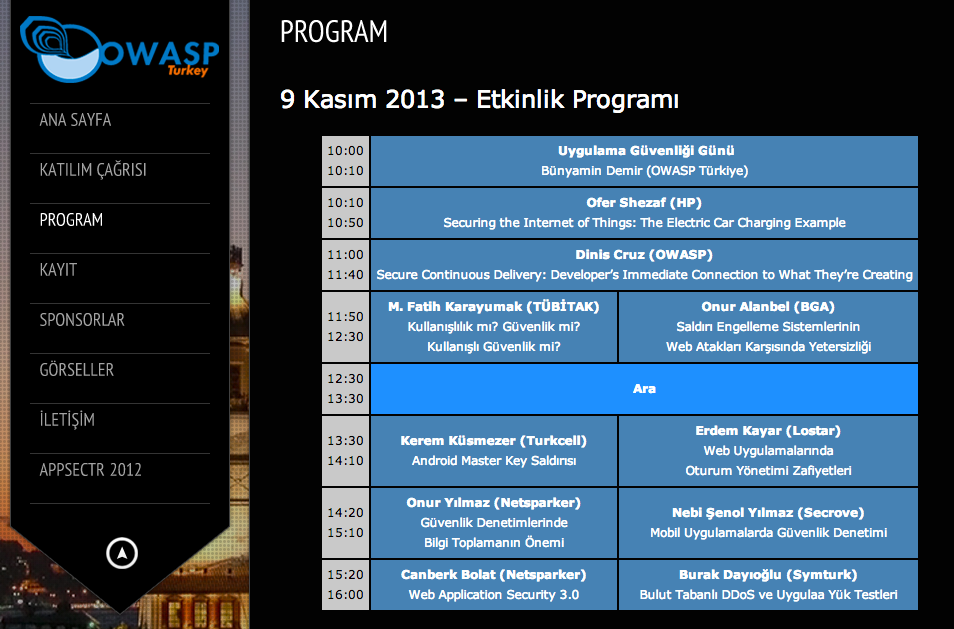 OWASP
Turkey
ANA SAYFA
KATILIM ÇAĞRISI
PROGRAM
KAYIT
SPONSORLAR
GÖRSELLER
İLETİŞİM
APPSECTR 2012
PROGRAM
9 Kasım 2013 – Etkinlik Programı
10:00
10:10
Uygulama Güvenliği Günü
Bünyamin Demir (OWASP Türkiye)
10:10
10:50
Ofer Shezaf (HP)
Securing the Internet of Things: The Electric Car Charging Example
11:00
11:40
Dinis Cruz (OWASP)
Secure Continuous Delivery: Developer’s Immediate Connection to What They’re Creating
11:50
12:30
M. Fatih Karayumak (TÜBİTAK)
Kullanışlılık mı? Güvenlik mi?
Kullanışlı Güvenlik mi?
Onur Alanbel (BGA)
Saldırı Engelleme Sistemlerinin
Web Atakları Karşısında Yetersizliği
12:30
13:30
Ara
13:30
14:10
Kerem Küsmezer (Turkcell)
Android Master Key Saldırısı
Erdem Kayar (Lostar)
Web Uygulamalarında
Oturum Yönetimi Zafiyetleri
14:20
15:10
Onur Yılmaz (Netsparker)
Güvenlik Denetimlerinde
Bilgi Toplamanın Önemi
Nebi Şenol Yılmaz (Secrove)
Mobil Uygulamalarda Güvenlik Denetimi
15:20
16:00
Canberk Bolat (Netsparker)
Web Application Security 3.0
Burak Dayıoğlu (Symturk)
Bulut Tabanlı DDoS ve Uygulaa Yük Testleri